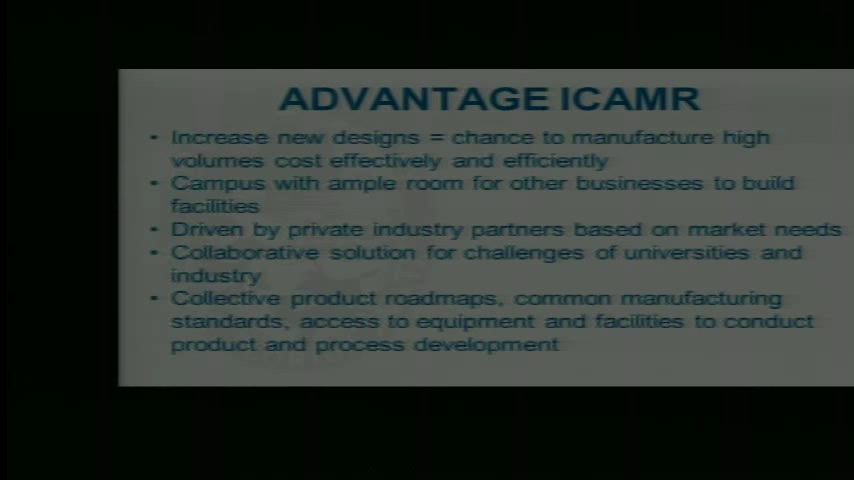 ADVANTAGE ICAMR
• Increase new designs = chance to manufacture high
volumes cost effectively and efficiently
• Campus with ample room for other businesses to build
facilities
• Driven by private industry partners based on market needs
• Collaborative solution for challenges of universities and
industry
• Collective product roadmaps, common manufacturing
standards, access to equipment and facilities to conduct
product and process development